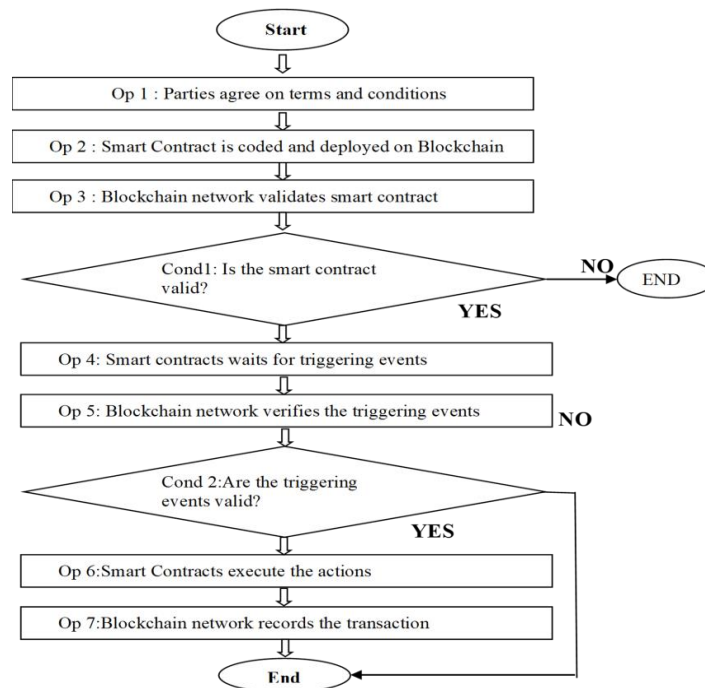 Start
Op 1 : Parties agree on terms and conditions
Op 2 : Smart Contract is coded and deployed on Blockchain
Op 3 : Blockchain network validates smart contract
Cond1: Is the smart contract
valid?
NO
END
YES
Op 4: Smart contracts waits for triggering events
Op 5: Blockchain network verifies the triggering events
NO
Cond 2:Are the triggering
events valid?
YES
Op 6:Smart Contracts execute the actions
Op 7:Blockchain network records the transaction
End